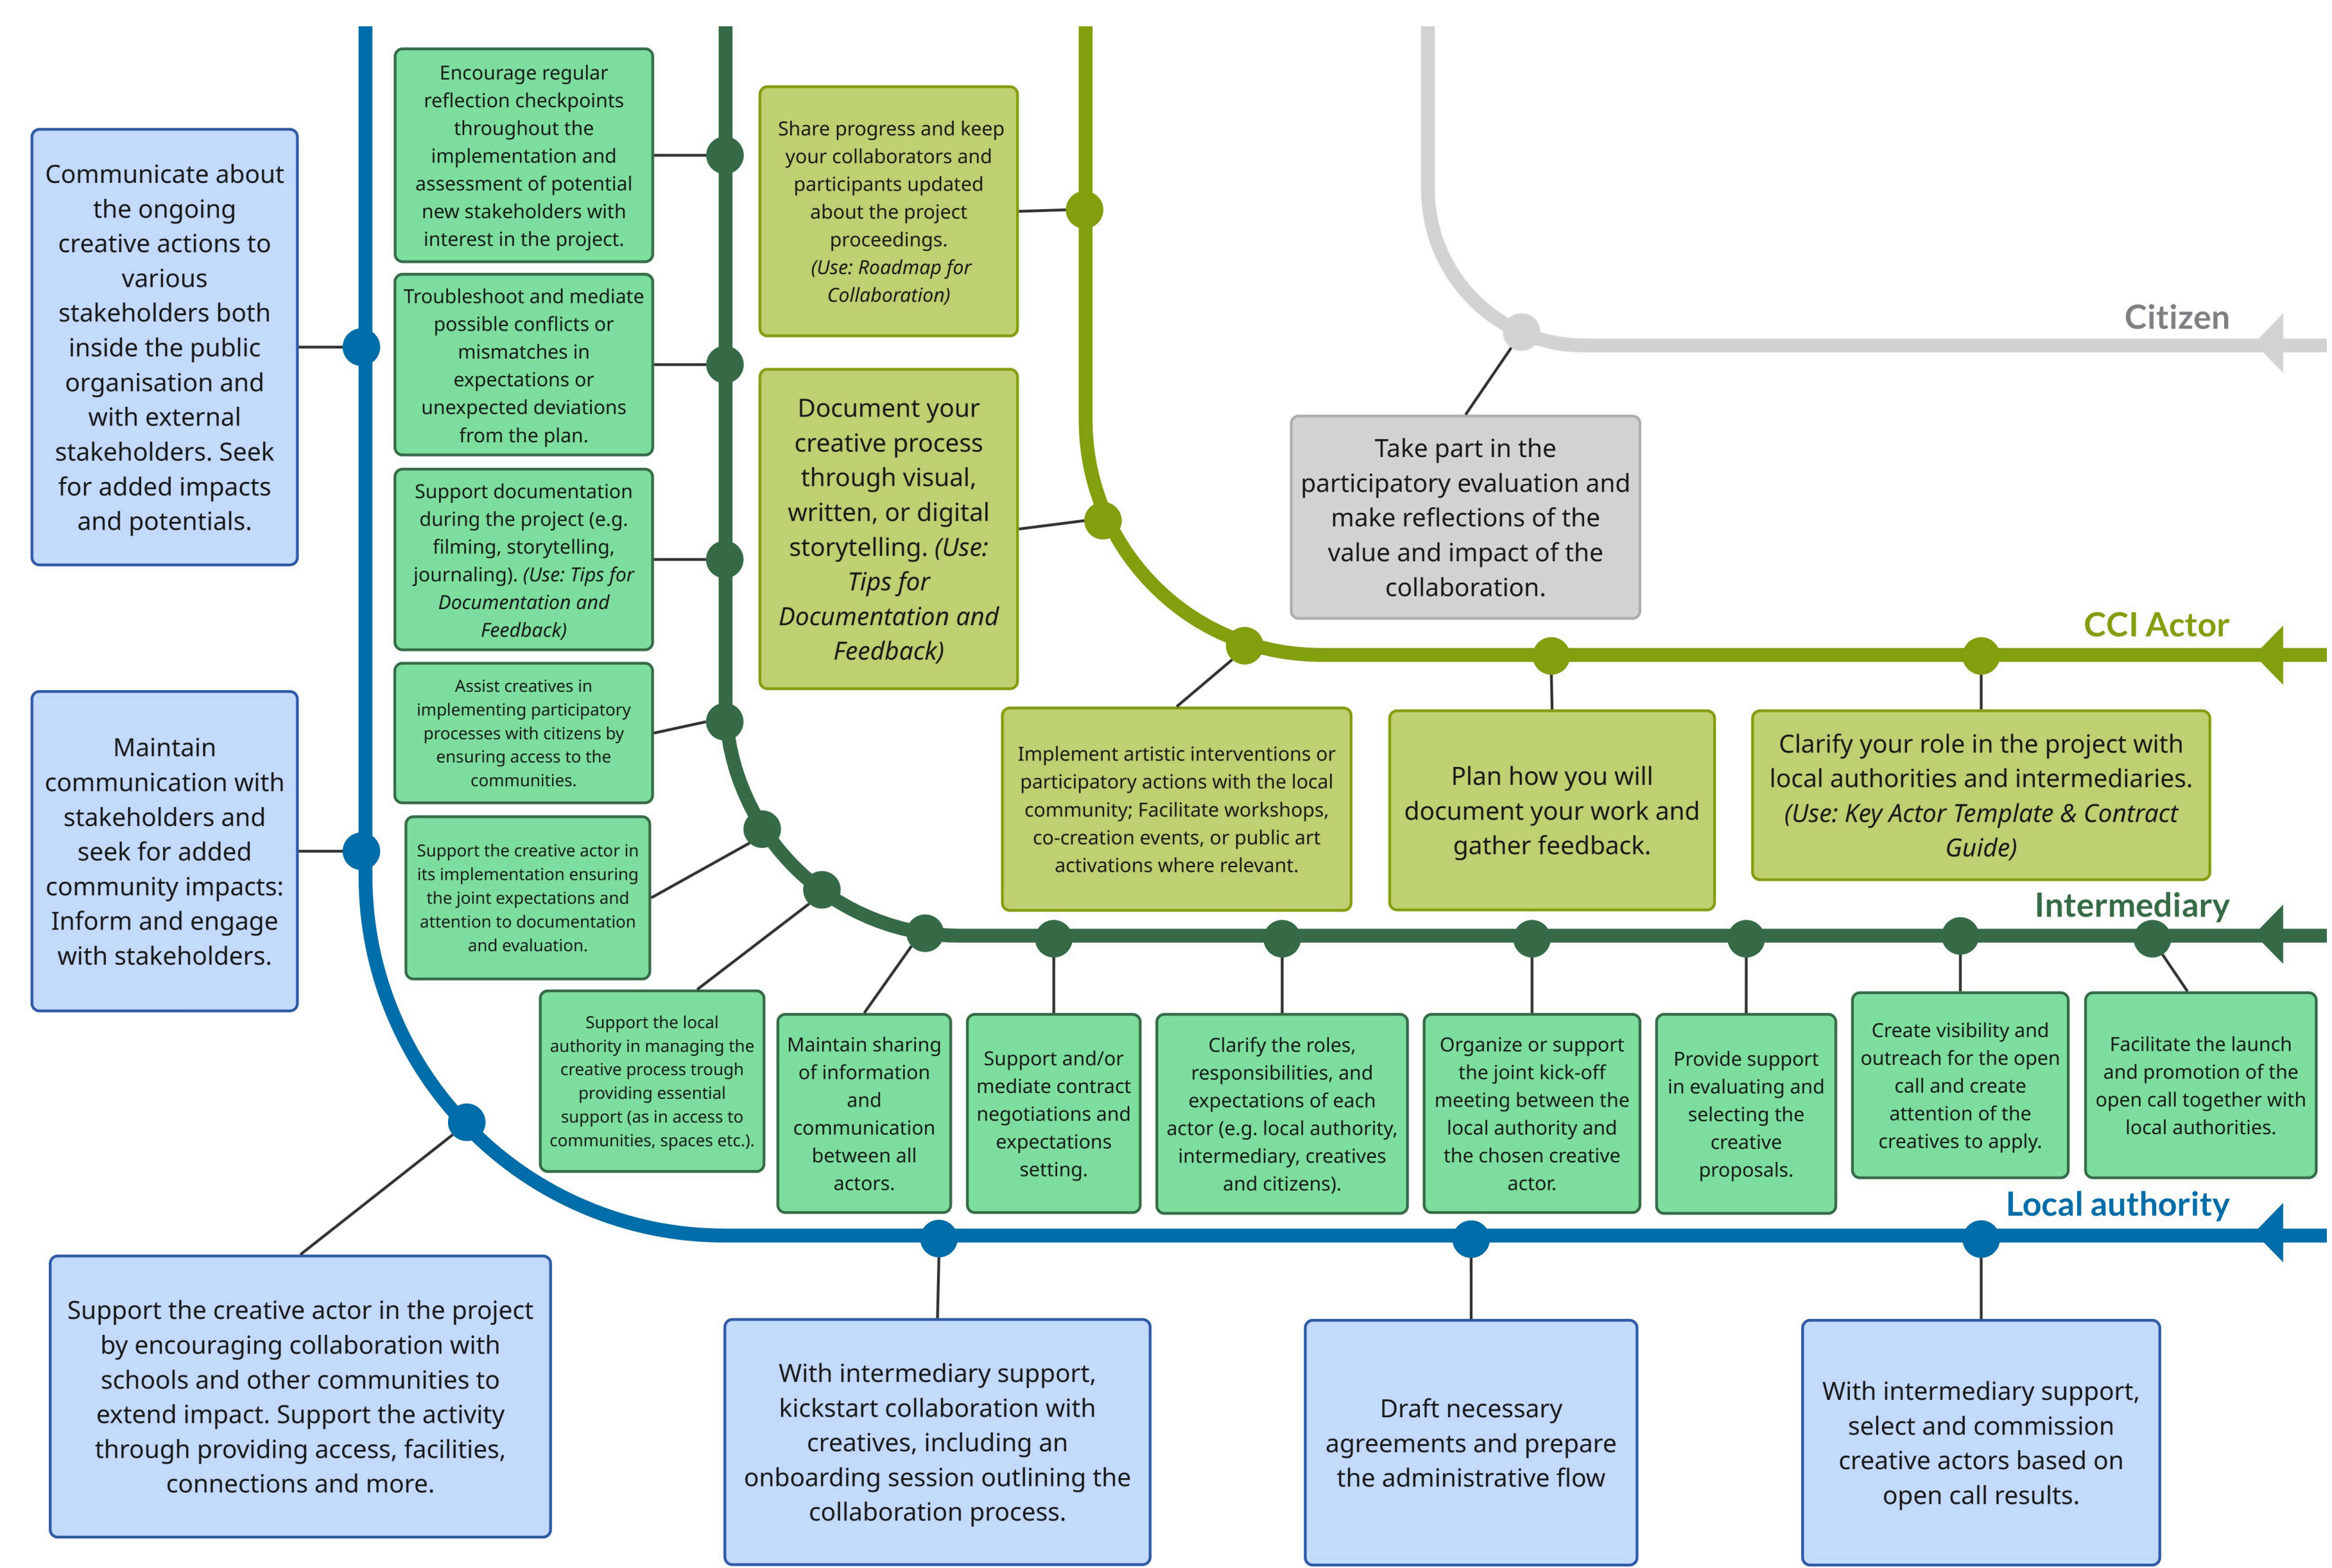 Encourage regular
reflection checkpoints
throughout the
implementation and
assessment of potential
new stakeholders with
interest in the project.
Share progress and keep
your collaborators and
participants updated
about the project
proceedings.
(Use: Roadmap for
Collaboration)
Communicate about
the ongoing
creative actions to
various
stakeholders both
inside the public
organisation and
with external
stakeholders. Seek
for added impacts
and potentials.
Troubleshoot and mediate
possible conflicts or
mismatches in
expectations or
unexpected deviations
from the plan.
Citizen
Document your
creative process
through visual,
written, or digital
storytelling. (Use:
Tips for
Documentation and
Feedback)
Take part in the
participatory evaluation and
make reflections of the
value and impact of the
collaboration.
Support documentation
during the project (e.g.
filming, storytelling,
journaling). (Use: Tips for
Documentation and
Feedback)
CCI Actor
Assist creatives in
implementing participatory
processes with citizens by
ensuring access to the
communities.
Maintain
communication with
stakeholders and
seek for added
community impacts:
Inform and engage
with stakeholders.
Implement artistic interventions or
participatory actions with the local
community; Facilitate workshops,
co-creation events, or public art
activations where relevant.
Plan how you will
document your work and
gather feedback.
Clarify your role in the project with
local authorities and intermediaries.
(Use: Key Actor Template & Contract
Guide)
Support the creative actor in
its implementation ensuring
the joint expectations and
attention to documentation
and evaluation.
Intermediary
Support the local
authority in managing the
creative process trough
providing essential
support (as in access to
communities, spaces etc.).
Maintain sharing
of information
and
communication
between all
actors.
Support and/or
mediate contract
negotiations and
expectations
setting.
Clarify the roles,
responsibilities, and
expectations of each
actor (e.g. local authority,
intermediary, creatives
and citizens).
Organize or support
the joint kick-off
meeting between the
local authority and
the chosen creative
actor.
Provide support
in evaluating and
selecting the
creative
proposals.
Create visibility and
outreach for the open
call and create
attention of the
creatives to apply.
Facilitate the launch
and promotion of the
open call together with
local authorities.
Local authority
Support the creative actor in the project
by encouraging collaboration with
schools and other communities to
extend impact. Support the activity
through providing access, facilities,
connections and more.
With intermediary support,
kickstart collaboration with
creatives, including an
onboarding session outlining the
collaboration process.
Draft necessary
agreements and prepare
the administrative flow
With intermediary support,
select and commission
creative actors based on
open call results.